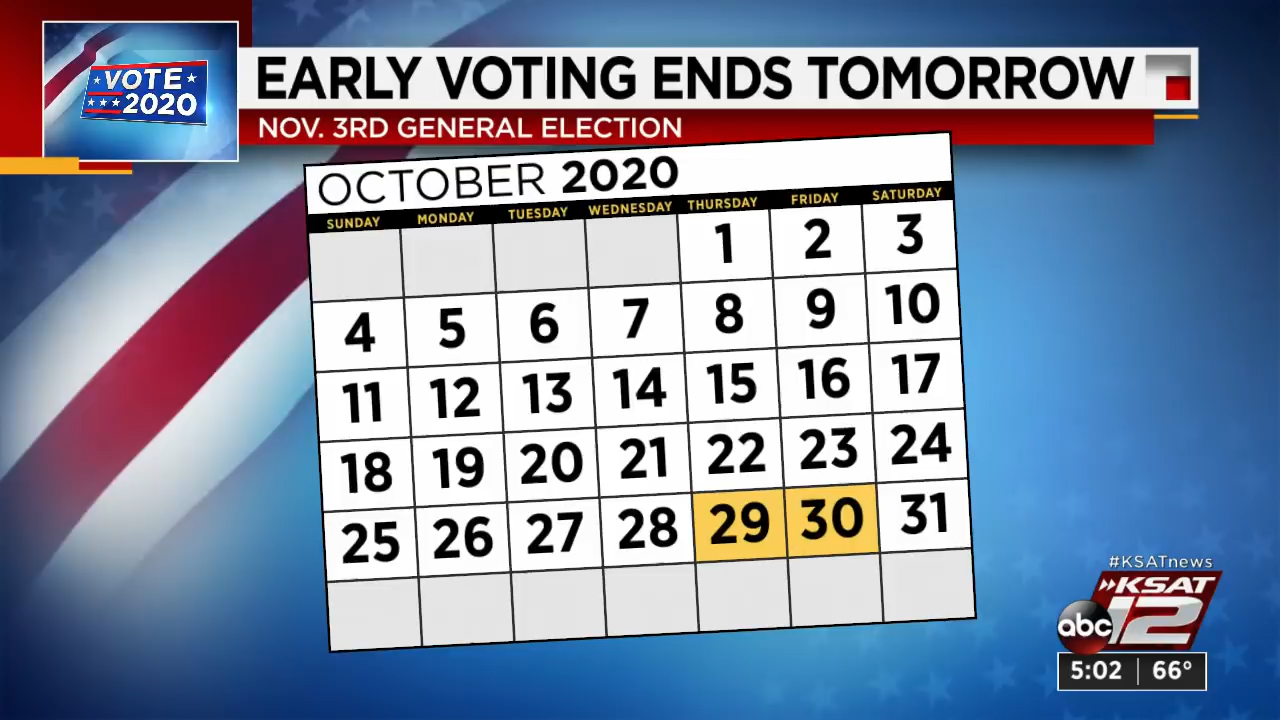 VOTE
2020
EARLY VOTING ENDS TOMORROW
NOV. 3RD GENERAL ELECTION
OCTOBER 2020
SUNDAY MONDAY TUESDAY WEDNESDAY THURSDAY FRIDAY SATURDAY
1 2 3
4 5 6 7 8 9 10
11 12 13 14 15 16 17
18 19 20 21 22 23 24
25 26 27 28 29 30 31
#KSATnews
KSAT
abc 12
5:02 66°